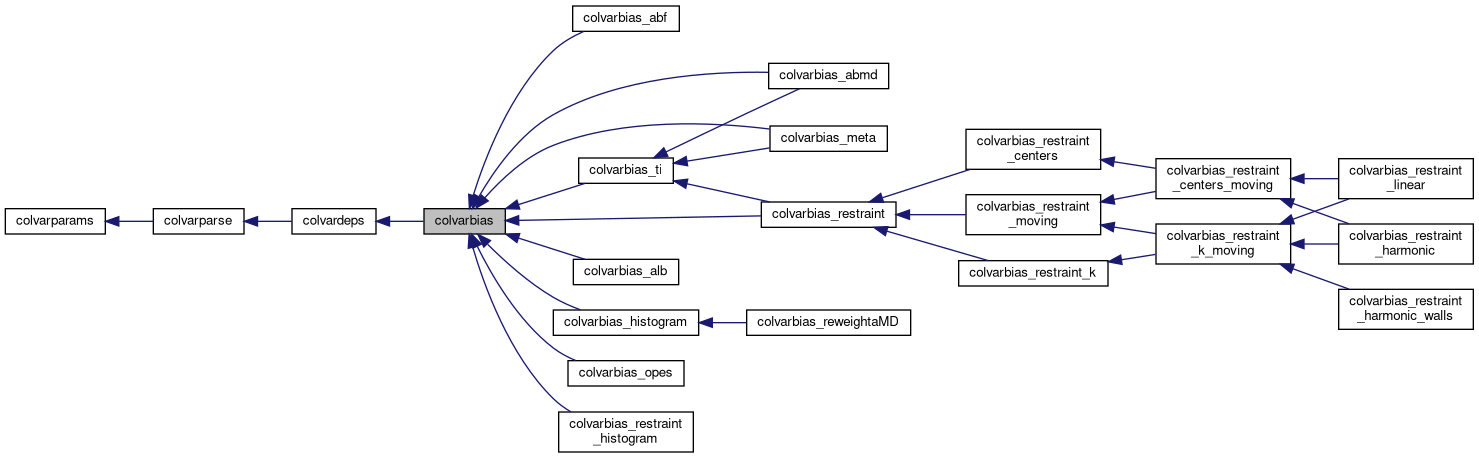 colvarbias_abf
colvarbias_abmd
colvarbias_meta
colvarbias_restraint
_centers
colvarbias_ti
colvarbias_restraint
_centers_moving
colvarbias_restraint
_linear
colvarparams
colvarparse
colvardeps
colvarbias
colvarbias_restraint
colvarbias_restraint
_moving
colvarbias_restraint
_k_moving
colvarbias_restraint
_harmonic
colvarbias_alb
colvarbias_restraint_k
colvarbias_histogram
colvarbias_reweightaMD
colvarbias_restraint
_harmonic_walls
colvarbias_opes
colvarbias_restraint
_histogram